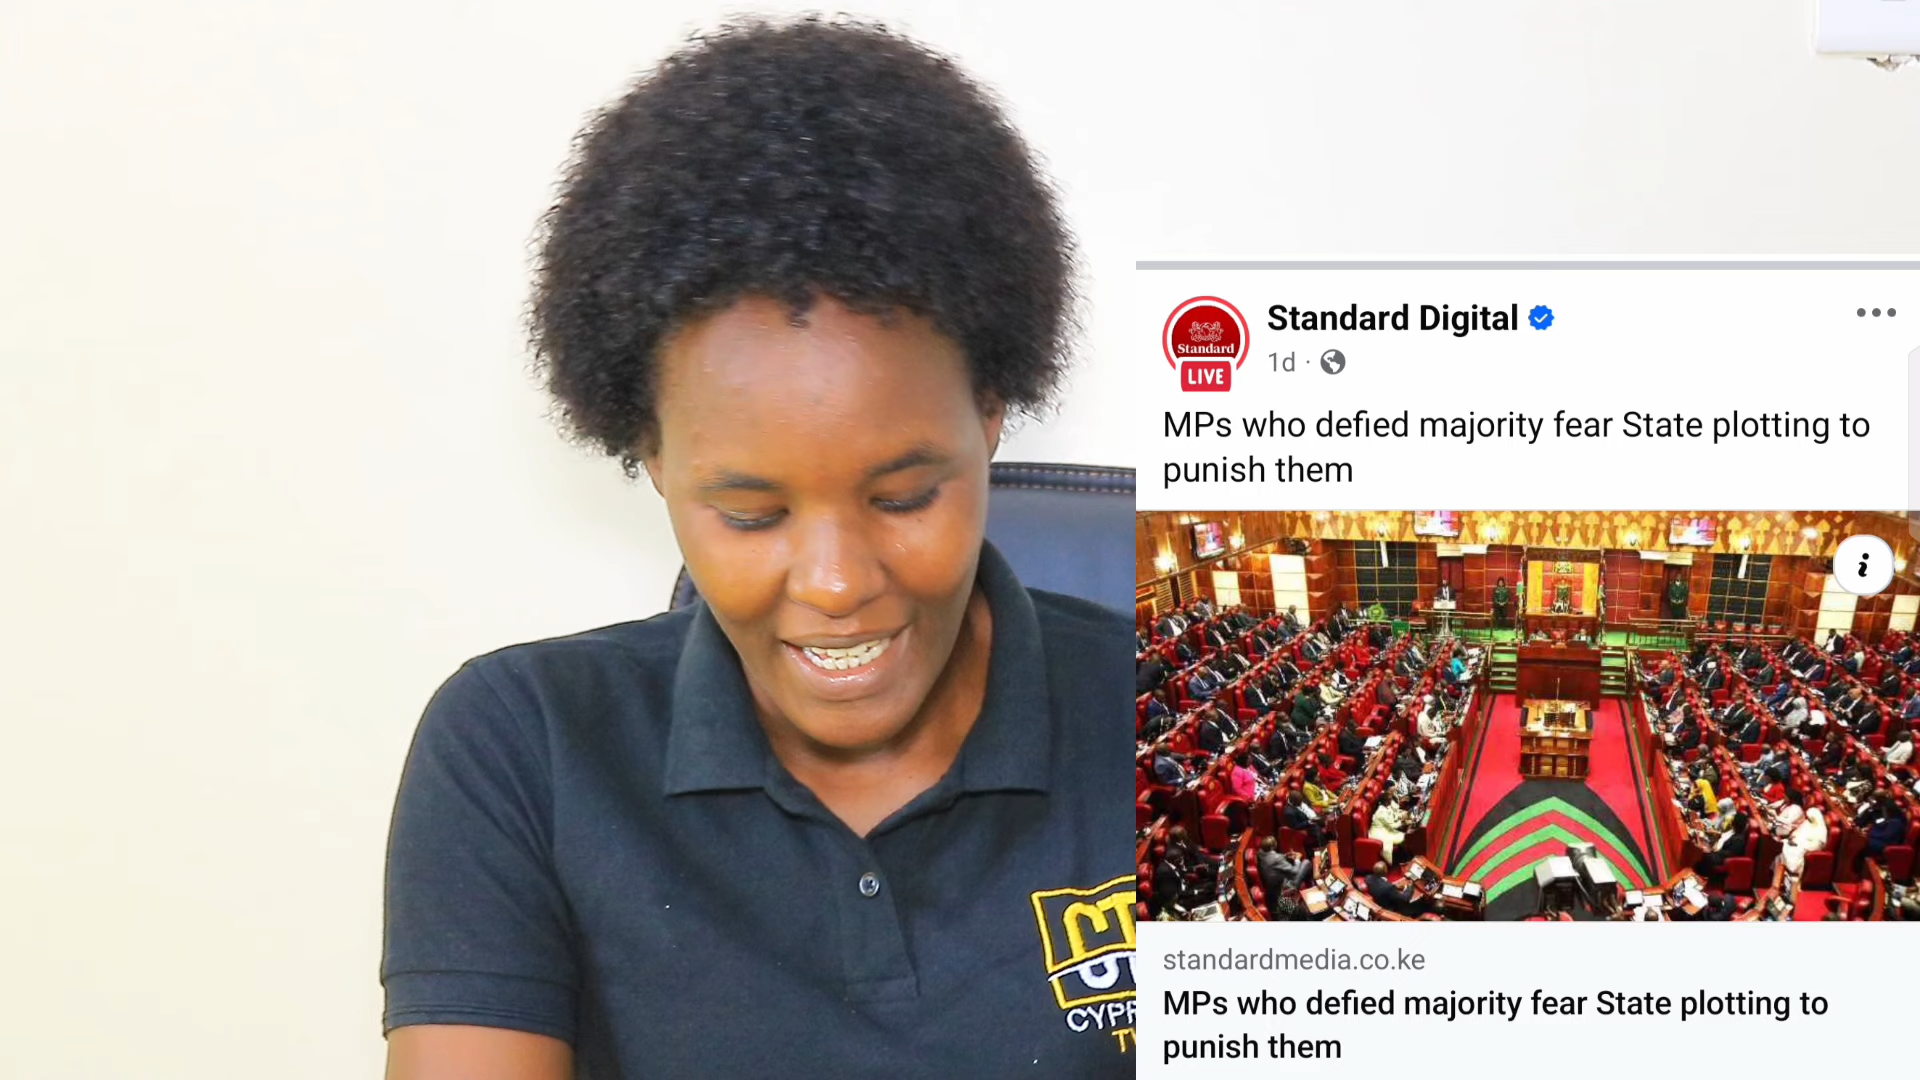 Standard Digital
Standard
LIVE
1d ·
MPs who defied majority fear State plotting to
punish them
standardmedia.co.ke
MPs who defied majority fear State plotting to
punish them